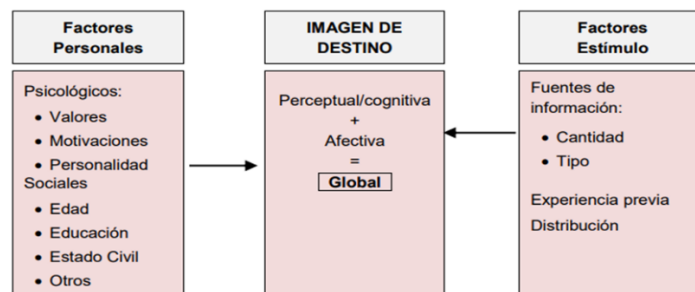 Factores
Personales
Psicológicos:
• Valores
• Motivaciones
• Personalidad
Sociales
• Edad
• Educación
• Estado Civil
• Otros
IMAGEN DE
DESTINO
Perceptual/cognitiva
+
Afectiva
=
Global
Factores
Estímulo
Fuentes de
información:
• Cantidad
• Tipo
Experiencia previa
Distribución